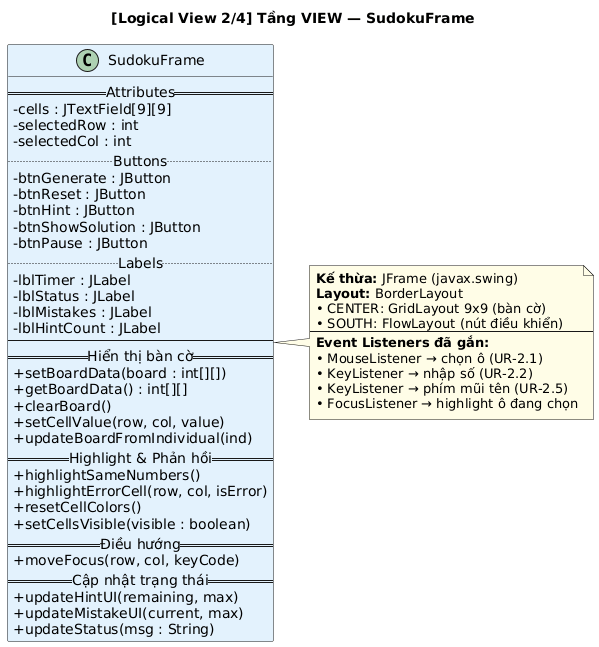 [Logical View 2/4] Tầng VIEW — SudokuFrame
C SudokuFrame
Attributes
-cells : JTextField[9][9]
-selectedRow : int
-selectedCol : int
Buttons
-btnGenerate : JButton
-btnReset : JButton
-btnHint : JButton
-btnShowSolution : JButton
-btnPause : JButton
Labels
-lblTimer : JLabel
-lblStatus : JLabel
-lblMistakes : JLabel
-lblHintCount : JLabel
Hiển thị bàn cờ
+setBoardData(board : int[][])
+getBoardData() : int[][]
+clearBoard()
+setCellValue(row, col, value)
+updateBoardFromIndividual(ind)
Highlight & Phản hồi
+highlightSameNumbers()
+highlightErrorCell(row, col, isError)
+resetCellColors()
+setCellsVisible(visible : boolean)
Điều hướng
+moveFocus(row, col, keyCode)
Cập nhật trạng thái
+updateHintUI(remaining, max)
+updateMistakeUI(current, max)
+updateStatus(msg : String)
Kế thừa: JFrame (javax.swing)
Layout: BorderLayout
• CENTER: GridLayout 9x9 (bàn cờ)
• SOUTH: FlowLayout (nút điều khiển)
Event Listeners đã gắn:
• MouseListener → chọn ô (UR-2.1)
• KeyListener → nhập số (UR-2.2)
• KeyListener → phím mũi tên (UR-2.5)
• FocusListener → highlight ô đang chọn